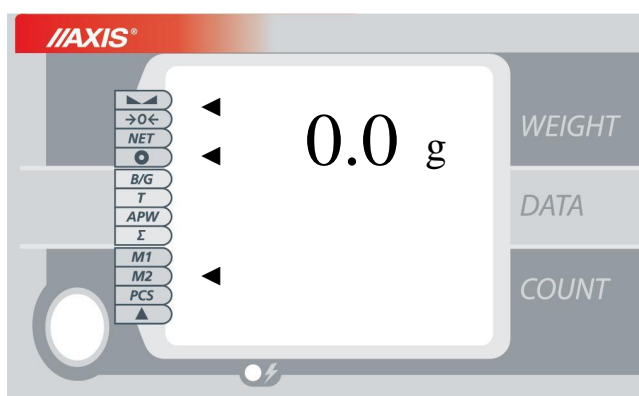 //AXIS®
→0←
NET
B/G
T
APW
Σ
M1
M2
PCS
0.0 g
WEIGHT
DATA
COUNT